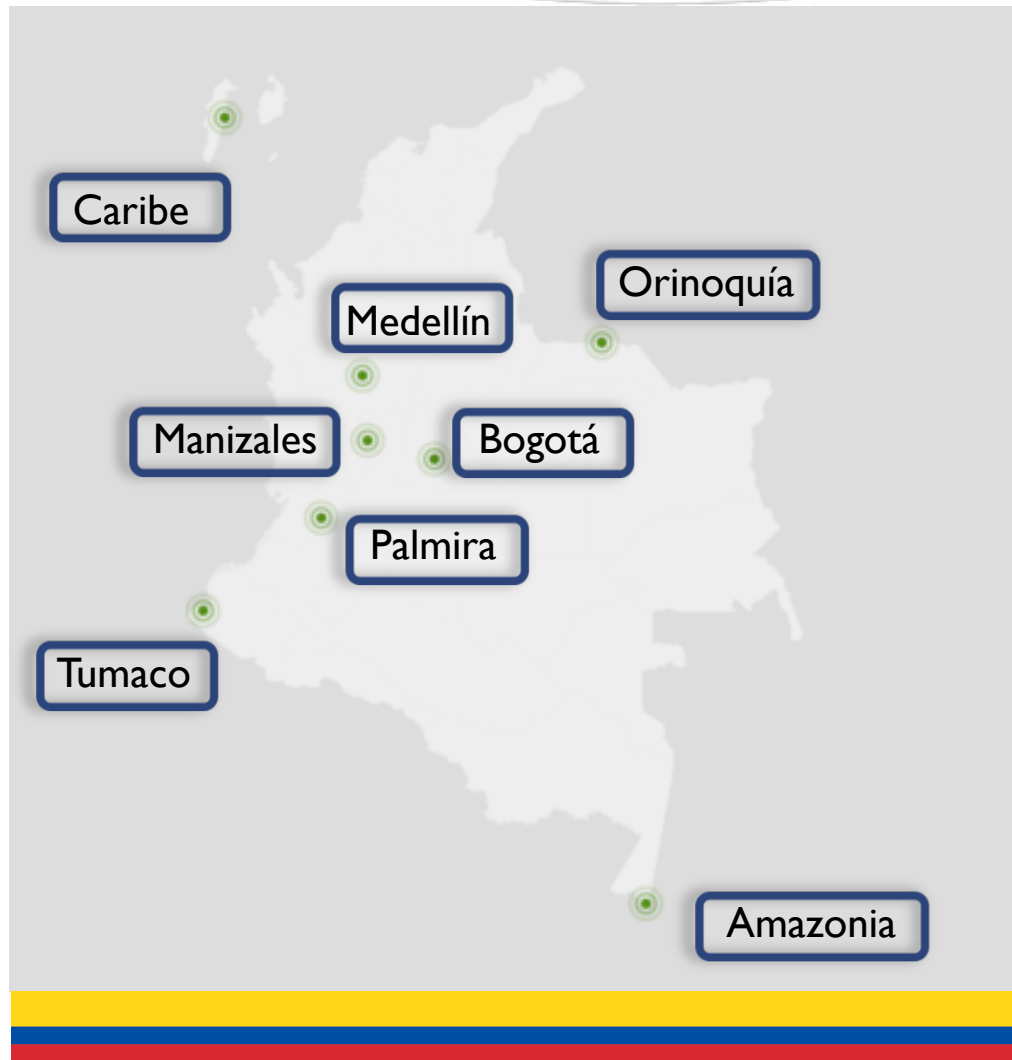 Caribe
Orinoquía
Medellín
Manizales
Bogotá
Palmira
Tumaco
Amazonia